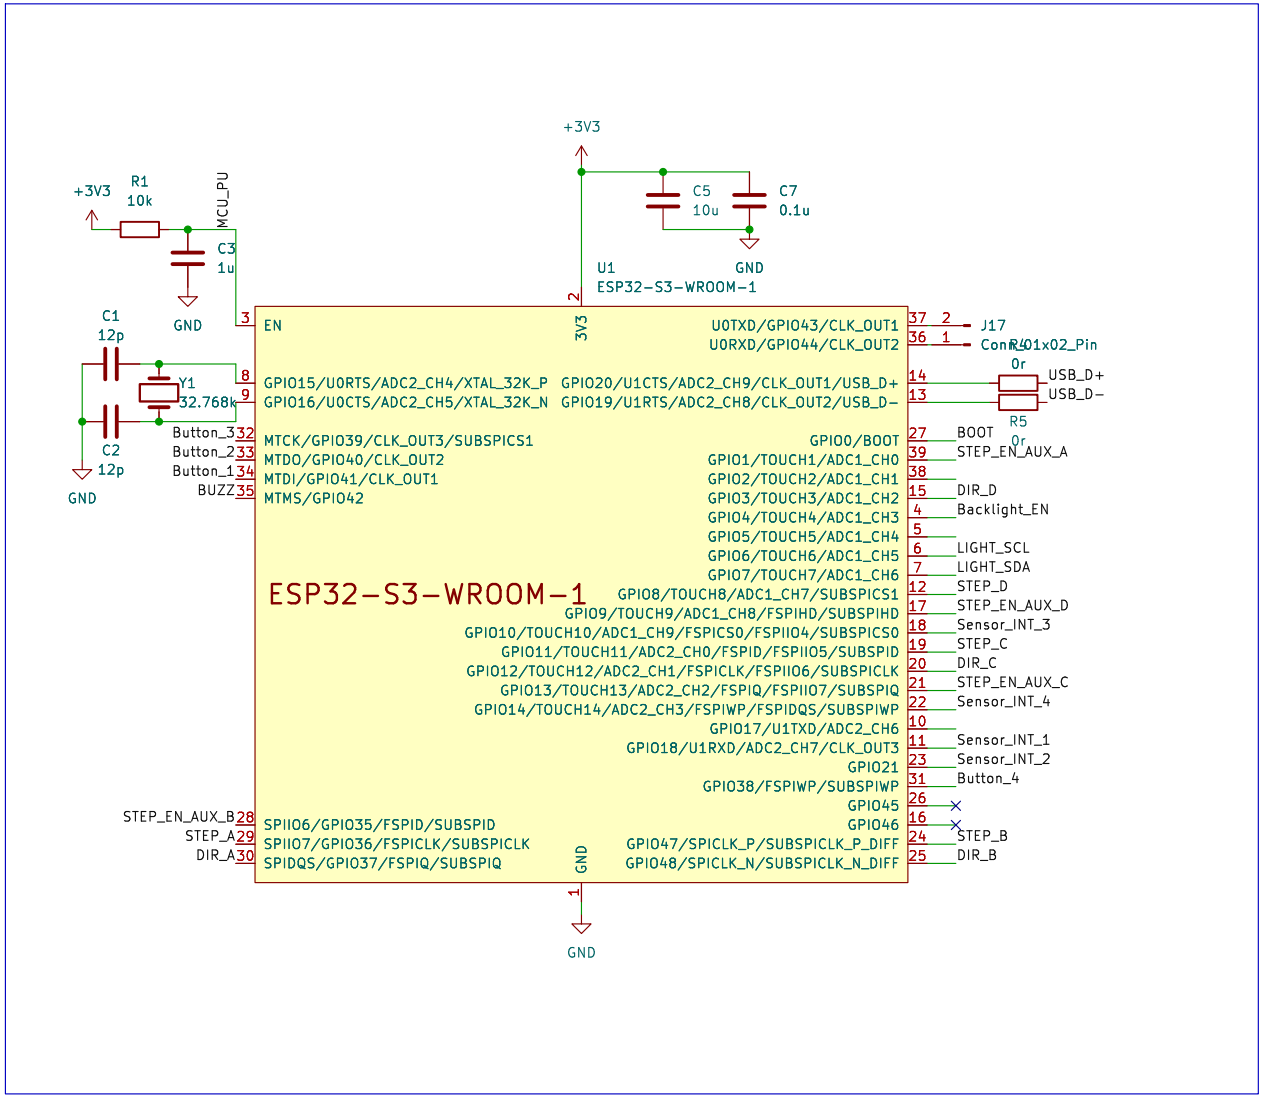 +3V3
C5
10u
C7
0.1u
GND
+3V3
R1
10k
MCU_PU
C3
1u
GND
U1
ESP32-S3-WROOM-1
2
3V3
3
EN
C1
12p
8
GPIO15/U0RTS/ADC2_CH4/XTAL_32K_P
Y1
32.768k
9
GPIO16/U0CTS/ADC2_CH5/XTAL_32K_N
C2
12p
GND
Button_3
32
MTCK/GPIO39/CLK_OUT3/SUBSPICS1
Button_2
33
MTDO/GPIO40/CLK_OUT2
Button_1
34
MTDI/GPIO41/CLK_OUT1
BUZZ
35
MTMS/GPIO42
ESP32-S3-WROOM-1
STEP_EN_AUX_B
28
SPIIO6/GPIO35/FSPID/SUBSPID
STEP_A
29
SPIIO7/GPIO36/FSPICLK/SUBSPICLK
DIR_A
30
SPIDQS/GPIO37/FSPIQ/SUBSPIQ
U0TXD/GPIO43/CLK_OUT1
37
2
J17
U0RXD/GPIO44/CLK_OUT2
36
1
Conn_01x02_Pin
R4
0r
GPIO20/U1CTS/ADC2_CH9/CLK_OUT1/USB_D+
14
USB_D+
GPIO19/U1RTS/ADC2_CH8/CLK_OUT2/USB_D-
13
USB_D-
R5
0r
GPIO0/BOOT
27
BOOT
GPIO1/TOUCH1/ADC1_CH0
39
STEP_EN_AUX_A
GPIO2/TOUCH2/ADC1_CH1
38
GPIO3/TOUCH3/ADC1_CH2
15
DIR_D
GPIO4/TOUCH4/ADC1_CH3
4
Backlight_EN
GPIO5/TOUCH5/ADC1_CH4
5
GPIO6/TOUCH6/ADC1_CH5
6
LIGHT_SCL
GPIO7/TOUCH7/ADC1_CH6
7
LIGHT_SDA
GPIO8/TOUCH8/ADC1_CH7/SUBSPICS1
12
STEP_D
GPIO9/TOUCH9/ADC1_CH8/FSPIHD/SUBSPIHD
17
STEP_EN_AUX_D
GPIO10/TOUCH10/ADC1_CH9/FSPICS0/FSPIIO4/SUBSPICS0
18
Sensor_INT_3
GPIO11/TOUCH11/ADC2_CH0/FSPID/FSPIIO5/SUBSPID
19
STEP_C
GPIO12/TOUCH12/ADC2_CH1/FSPICLK/FSPIIO6/SUBSPICLK
20
DIR_C
GPIO13/TOUCH13/ADC2_CH2/FSPIQ/FSPIIO7/SUBSPIQ
21
STEP_EN_AUX_C
GPIO14/TOUCH14/ADC2_CH3/FSPIWP/FSPIDQS/SUBSPIWP
22
Sensor_INT_4
GPIO17/U1TXD/ADC2_CH6
10
GPIO18/U1RXD/ADC2_CH7/CLK_OUT3
11
Sensor_INT_1
GPIO21
23
Sensor_INT_2
GPIO38/FSPIWP/SUBSPIWP
31
Button_4
GPIO45
26
GPIO46
16
GPIO47/SPICLK_P/SUBSPICLK_P_DIFF
24
STEP_B
GPIO48/SPICLK_N/SUBSPICLK_N_DIFF
25
DIR_B
GND
1
GND